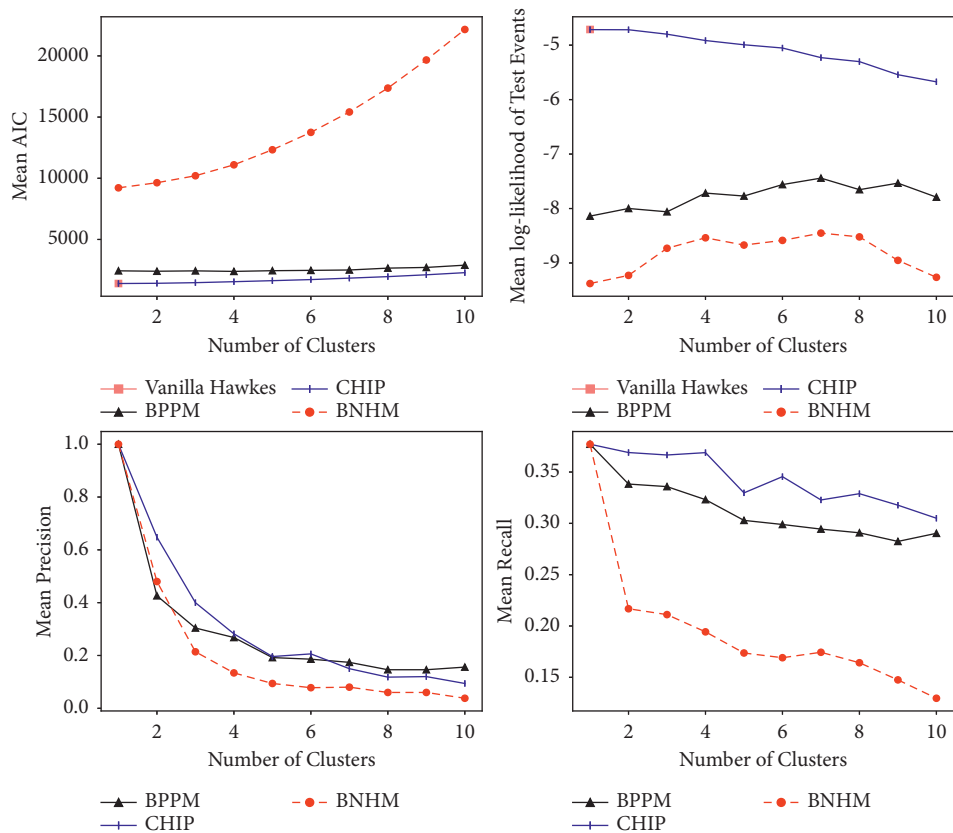 20000
15000
10000
5000
Mean AIC
2 4 6 8 10
Number of Clusters
Vanilla Hawkes CHIP
BPPM BNHM
-5
-6
-7
-8
-9
Mean log-likelihood of Test Events
2 4 6 8 10
Number of Clusters
Vanilla Hawkes CHIP
BPPM BNHM
1.0
0.8
0.6
0.4
0.2
0.0
Mean Precision
2 4 6 8 10
Number of Clusters
BPPM BNHM
CHIP
0.35
0.30
0.25
0.20
0.15
Mean Recall
2 4 6 8 10
Number of Clusters
BPPM BNHM
CHIP